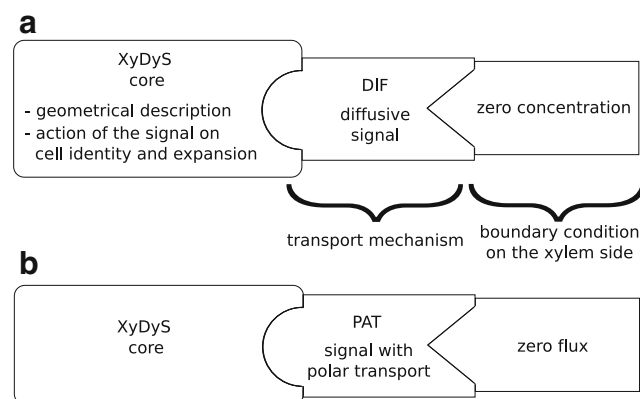 a
XyDyS
core
- geometrical description
- action of the signal on
cell identity and expansion
DIF
diffusive
signal
zero concentration
transport mechanism
boundary condition
on the xylem side
b
XyDyS
core
PAT
signal with
polar transport
zero flux